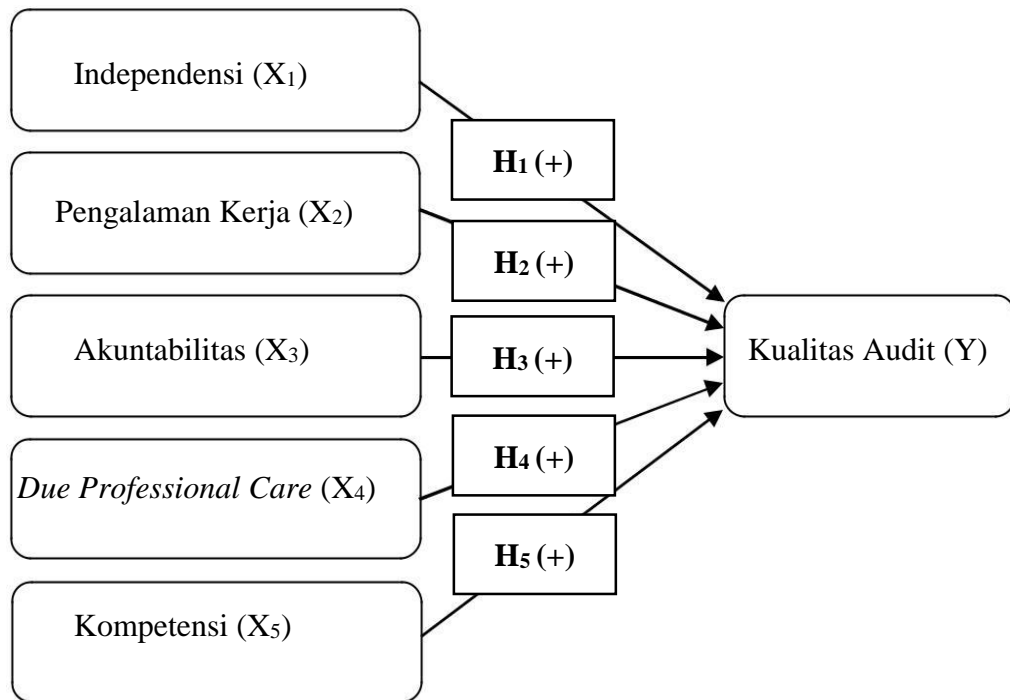 Independensi (X₁)
H₁ (+)
Pengalaman Kerja (X₂)
H₂ (+)
Akuntabilitas (X₃)
H₃ (+)
Kualitas Audit (Y)
Due Professional Care (X₄)
H₄ (+)
H₅ (+)
Kompetensi (X₅)